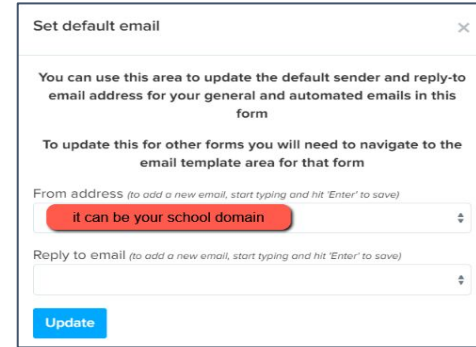 Set default email ×
You can use this area to update the default sender and reply-to
email address for your general and automated emails in this
form
To update this for other forms you will need to navigate to the
email template area for that form
From address (to add a new email, start typing and hit 'Enter' to save)
it can be your school domain
Reply to email (to add a new email, start typing and hit 'Enter' to save)
Update